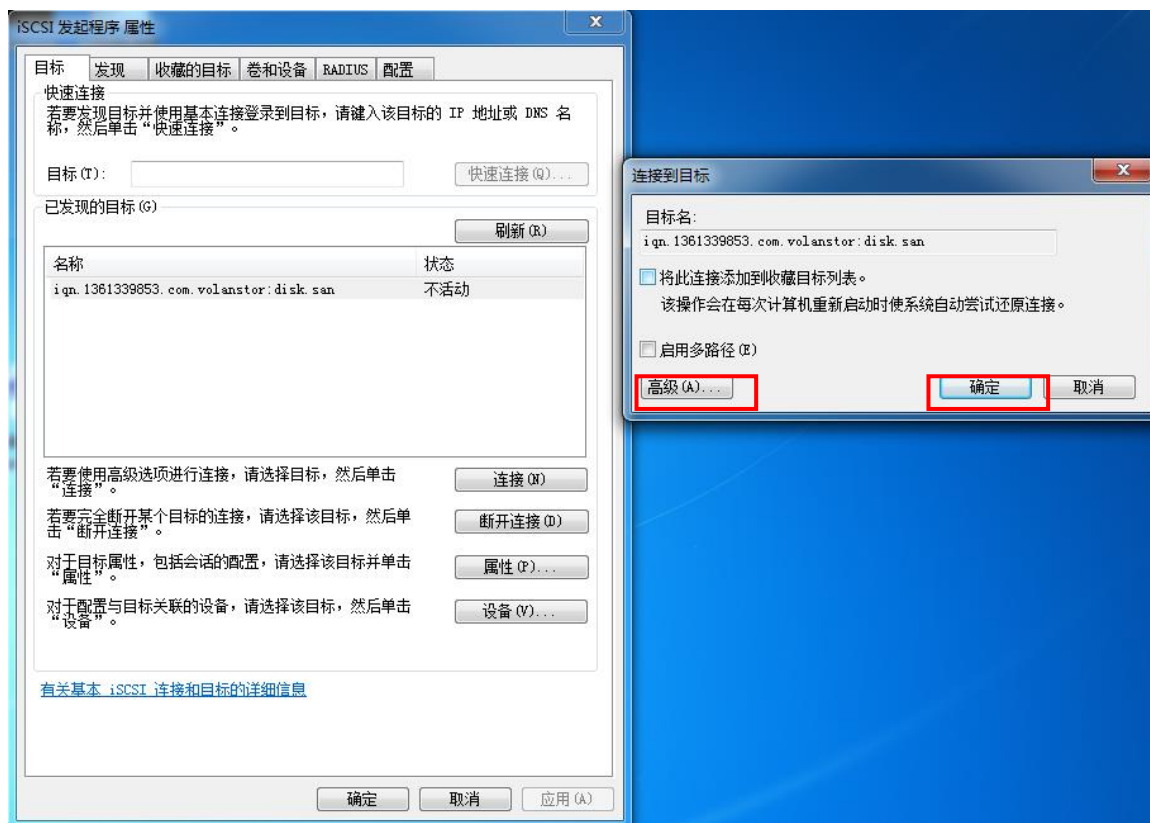 iSCSI 发起程序 属性
目标 发现 收藏的目标 卷和设备 RADIUS 配置
快速连接
若要发现目标并使用基本连接登录到目标，请键入该目标的 IP 地址或 DNS 名
称，然后单击“快速连接”。
目标(T): 快速连接(Q)...
已发现的目标(G)
刷新(R)
名称 状态
iqn.1361339853.com.volanstor:disk.san 不活动
若要使用高级选项进行连接，请选择目标，然后单击
“连接”。
连接(N)
若要完全断开某个目标的连接，请选择该目标，然后单
击“断开连接”。
断开连接(D)
对于目标属性，包括会话的配置，请选择该目标并单击
“属性”。
属性(P)...
对于配置与目标关联的设备，请选择该目标，然后单击
“设备”。
设备(V)...
有关基本 iSCSI 连接和目标的详细信息
确定 取消 应用(A)
连接到目标
目标名:
iqn.1361339853.com.volanstor:disk.san
将此连接添加到收藏目标列表。
该操作会在每次计算机重新启动时使系统自动尝试还原连接。
启用多路径(E)
高级(A)... 确定 取消